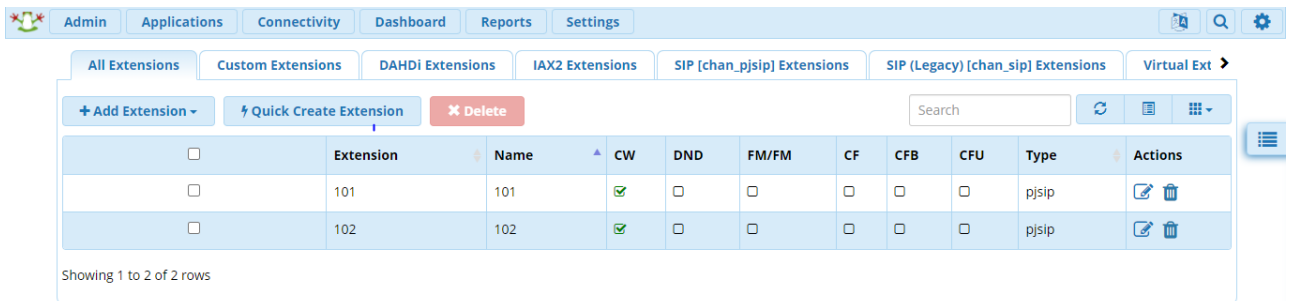 Admin Applications Connectivity Dashboard Reports Settings
All Extensions Custom Extensions DAHDi Extensions IAX2 Extensions SIP [chan_pjsip] Extensions SIP (Legacy) [chan_sip] Extensions Virtual Ext
+ Add Extension Quick Create Extension × Delete Search
Extension Name CW DND FM/FM CF CFB CFU Type Actions
101 101 pjsip
102 102 pjsip
Showing 1 to 2 of 2 rows